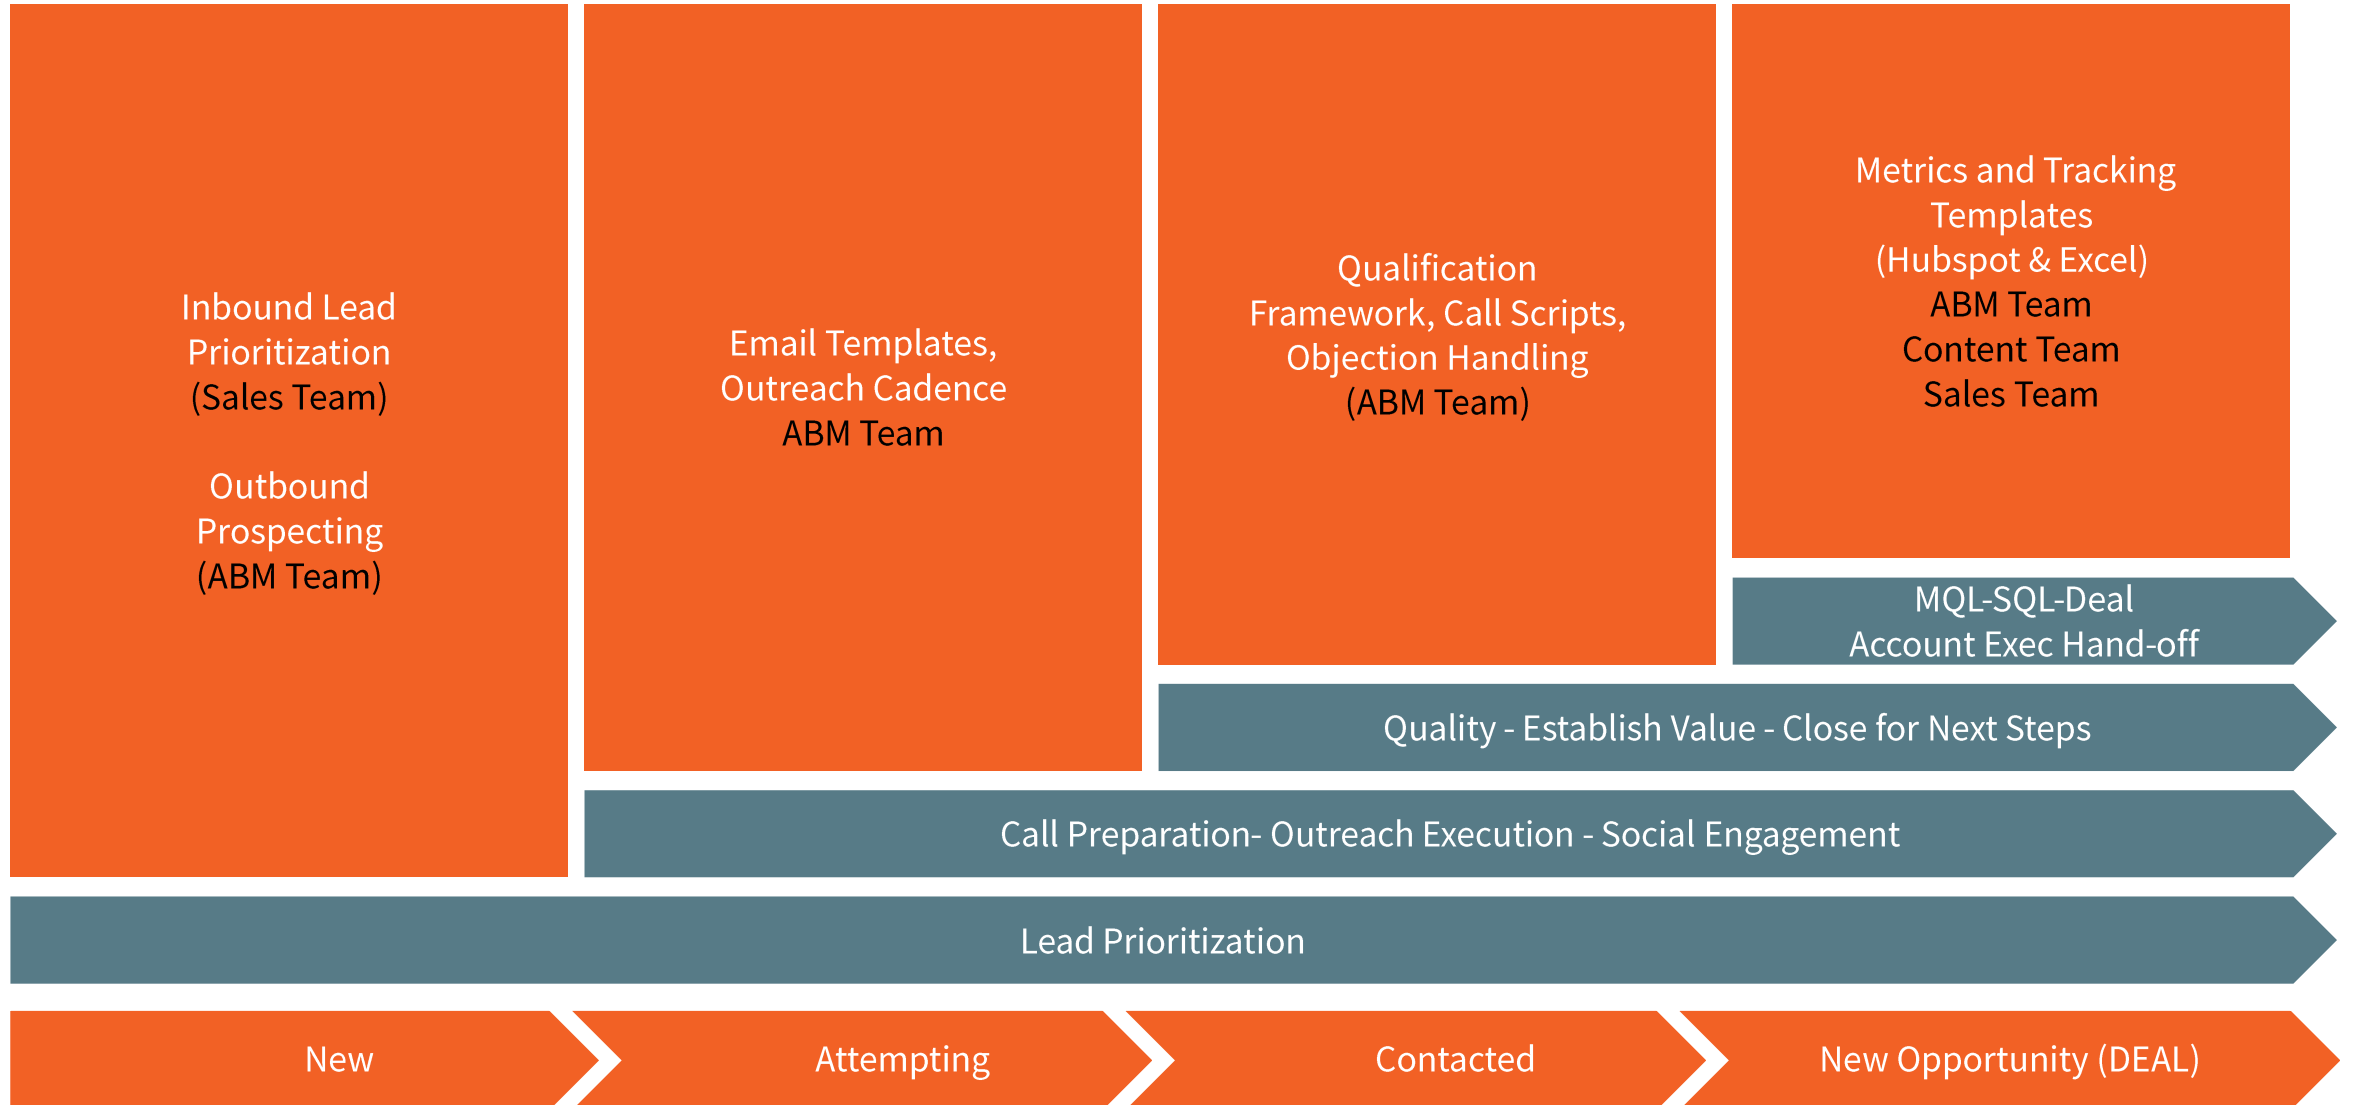 Inbound Lead
Prioritization
(Sales Team)
Outbound
Prospecting
(ABM Team)
Email Templates,
Outreach Cadence
ABM Team
Qualification
Framework, Call Scripts,
Objection Handling
(ABM Team)
Metrics and Tracking
Templates
(Hubspot & Excel)
ABM Team
Content Team
Sales Team
MQL-SQL-Deal
Account Exec Hand-off
Quality - Establish Value - Close for Next Steps
Call Preparation- Outreach Execution - Social Engagement
Lead Prioritization
New
Attempting
Contacted
New Opportunity (DEAL)